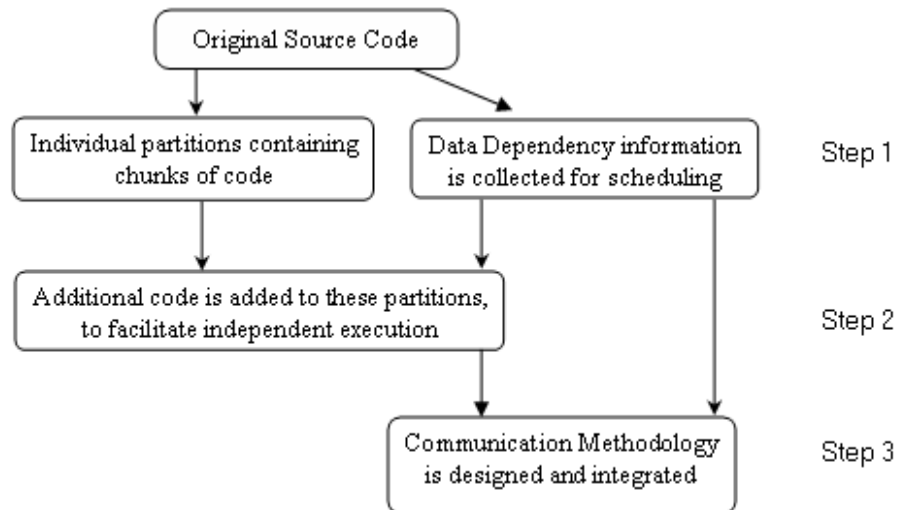 Original Source Code
Individual partitions containing
chunks of code
Data Dependency information
is collected for scheduling
Step 1
Additional code is added to these partitions,
to facilitate independent execution
Step 2
Communication Methodology
is designed and integrated
Step 3